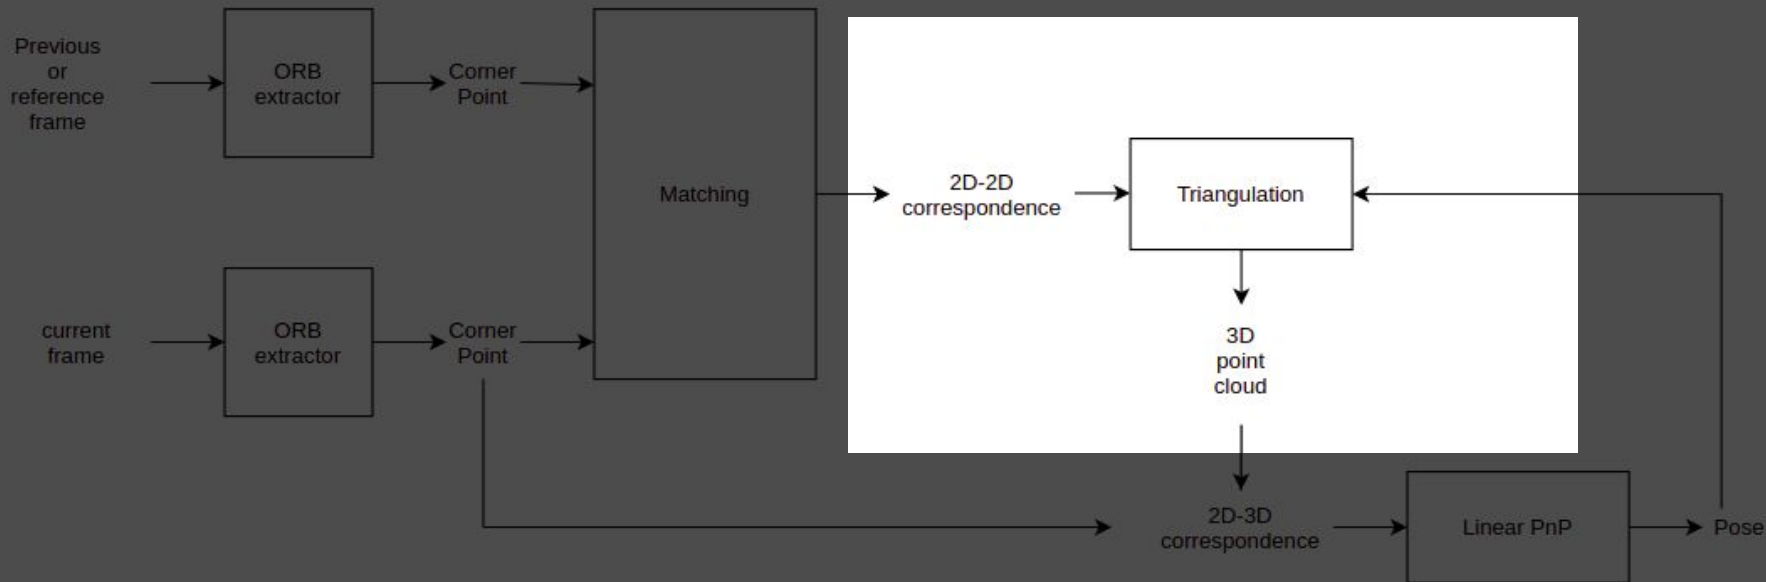 Previous
or
reference
frame
ORB
extractor
Corner
Point
Matching
2D-2D
correspondence
Triangulation
current
frame
ORB
extractor
Corner
Point
3D
point
cloud
2D-3D
correspondence
Linear PnP
Pose